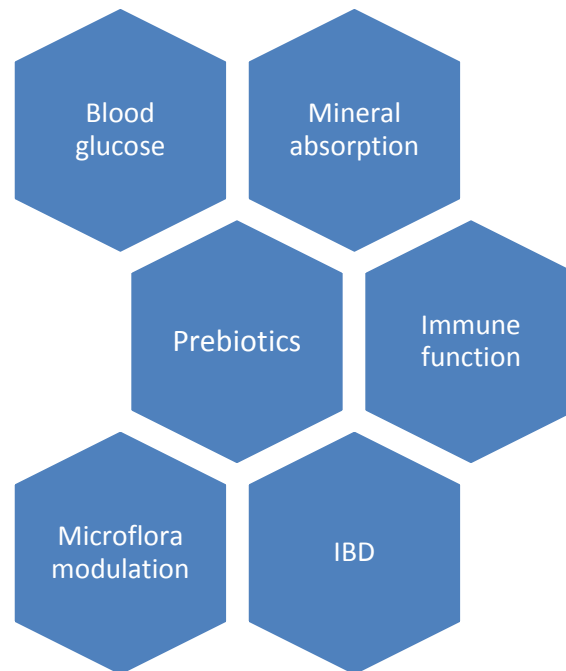 Blood
glucose
Mineral
absorption
Prebiotics
Immune
function
Microflora
modulation
IBD